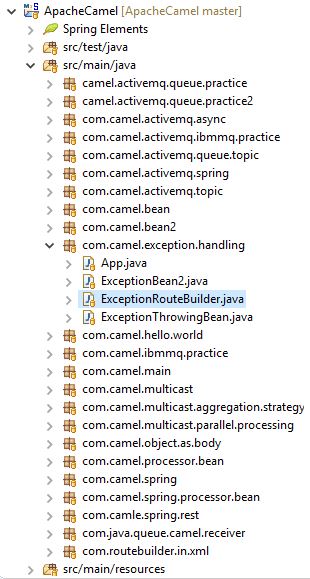 ApacheCamel [ApacheCamel master]
Spring Elements
src/test/java
src/main/java
camel.activemq.queue.practice
camel.activemq.queue.practice2
com.camel.activemq.async
com.camel.activemq.ibmmq.practice
com.camel.activemq.queue.topic
com.camel.activemq.spring
com.camel.activemq.topic
com.camel.bean
com.camel.bean2
com.camel.exception.handling
App.java
ExceptionBean2.java
ExceptionRouteBuilder.java
ExceptionThrowingBean.java
com.camel.hello.world
com.camel.ibmmq.practice
com.camel.main
com.camel.multicast
com.camel.multicast.aggregation.strategy
com.camel.multicast.parallel.processing
com.camel.object.as.body
com.camel.processor.bean
com.camel.spring
com.camel.spring.processor.bean
com.camle.spring.rest
com.java.queue.camel.receiver
com.routebuilder.in.xml
src/main/resources